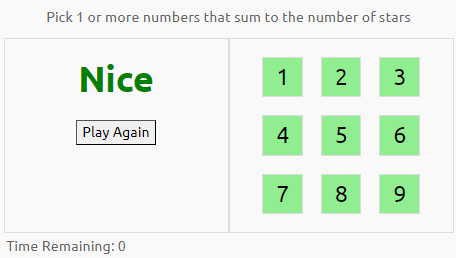 Pick 1 or more numbers that sum to the number of stars
Nice
Play Again
1 2 3
4 5 6
7 8 9
Time Remaining: 0